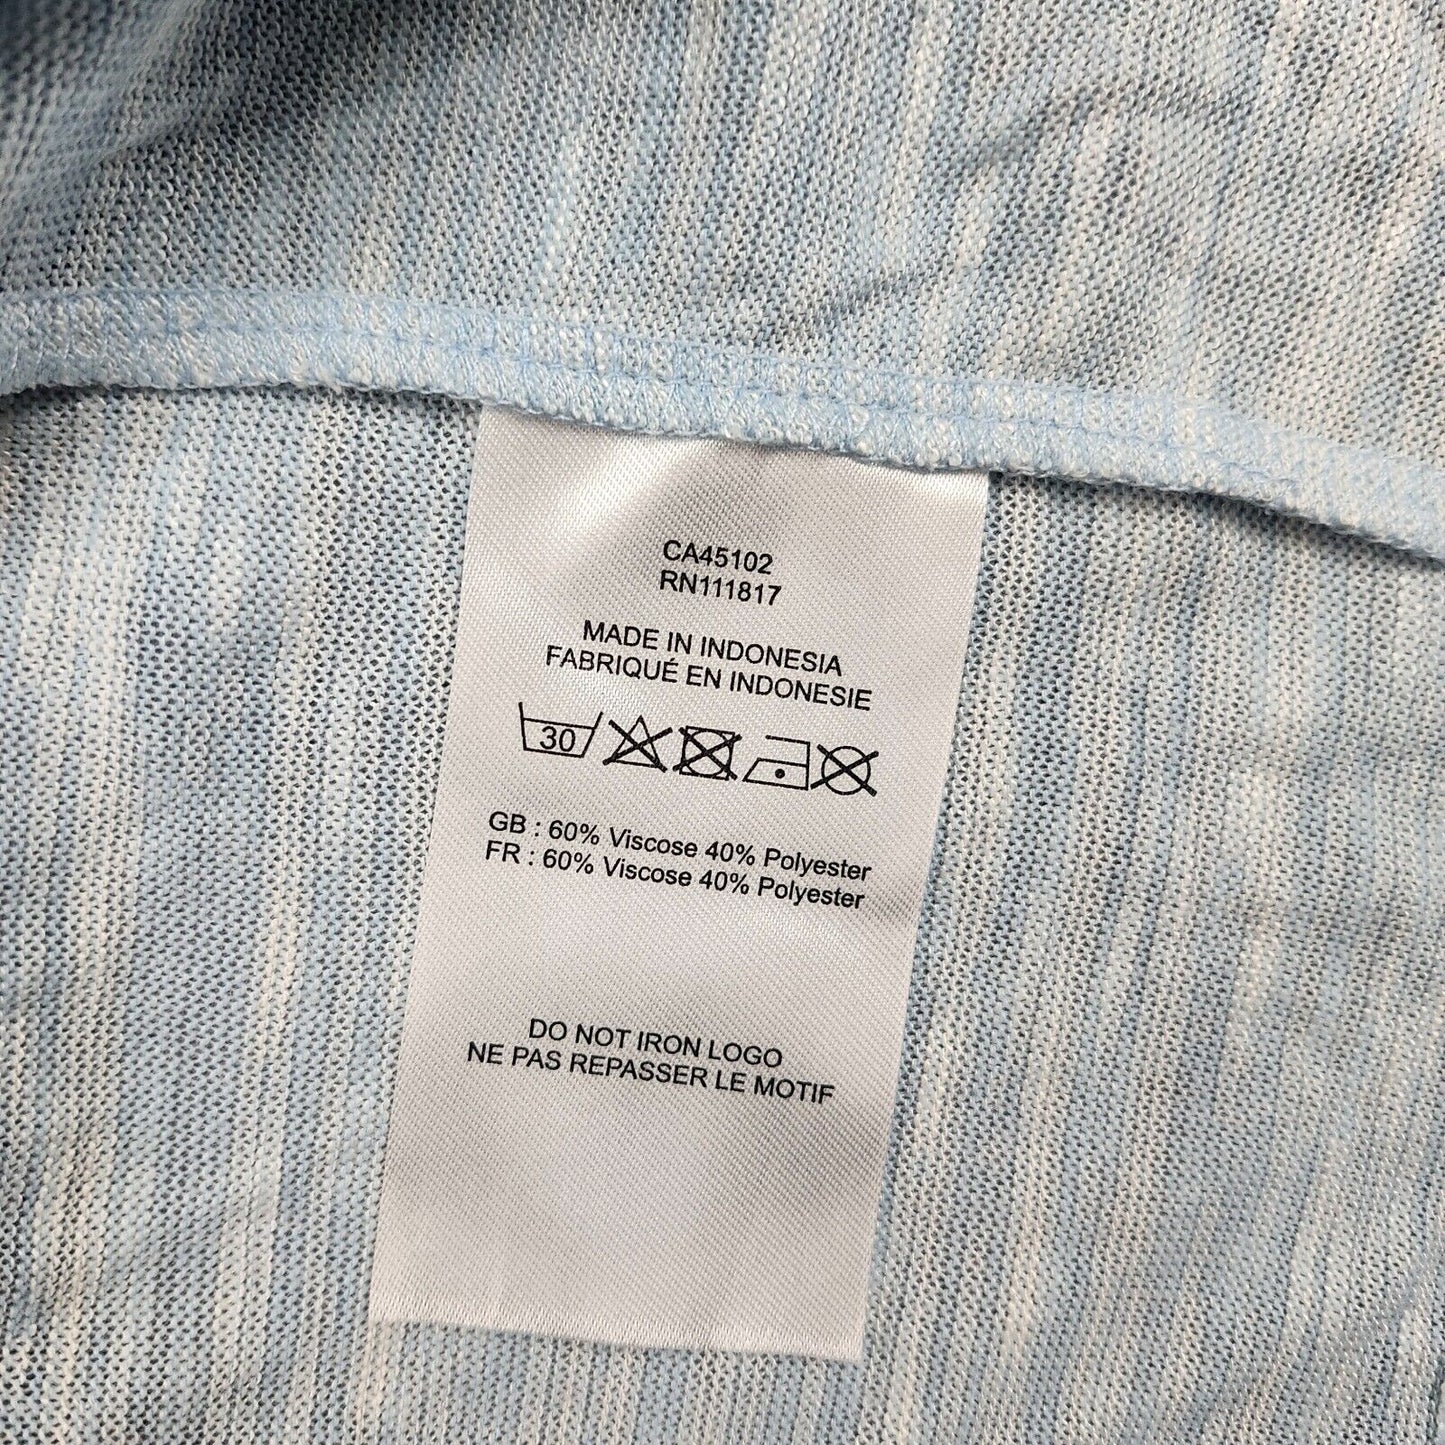 CA45102
RN111817
MADE IN INDONESIA
FABRIQUÉ EN INDONESIE
30
GB : 60% Viscose 40% Polyester
FR : 60% Viscose 40% Polyester
DO NOT IRON LOGO
NE PAS REPASSER LE MOTIF